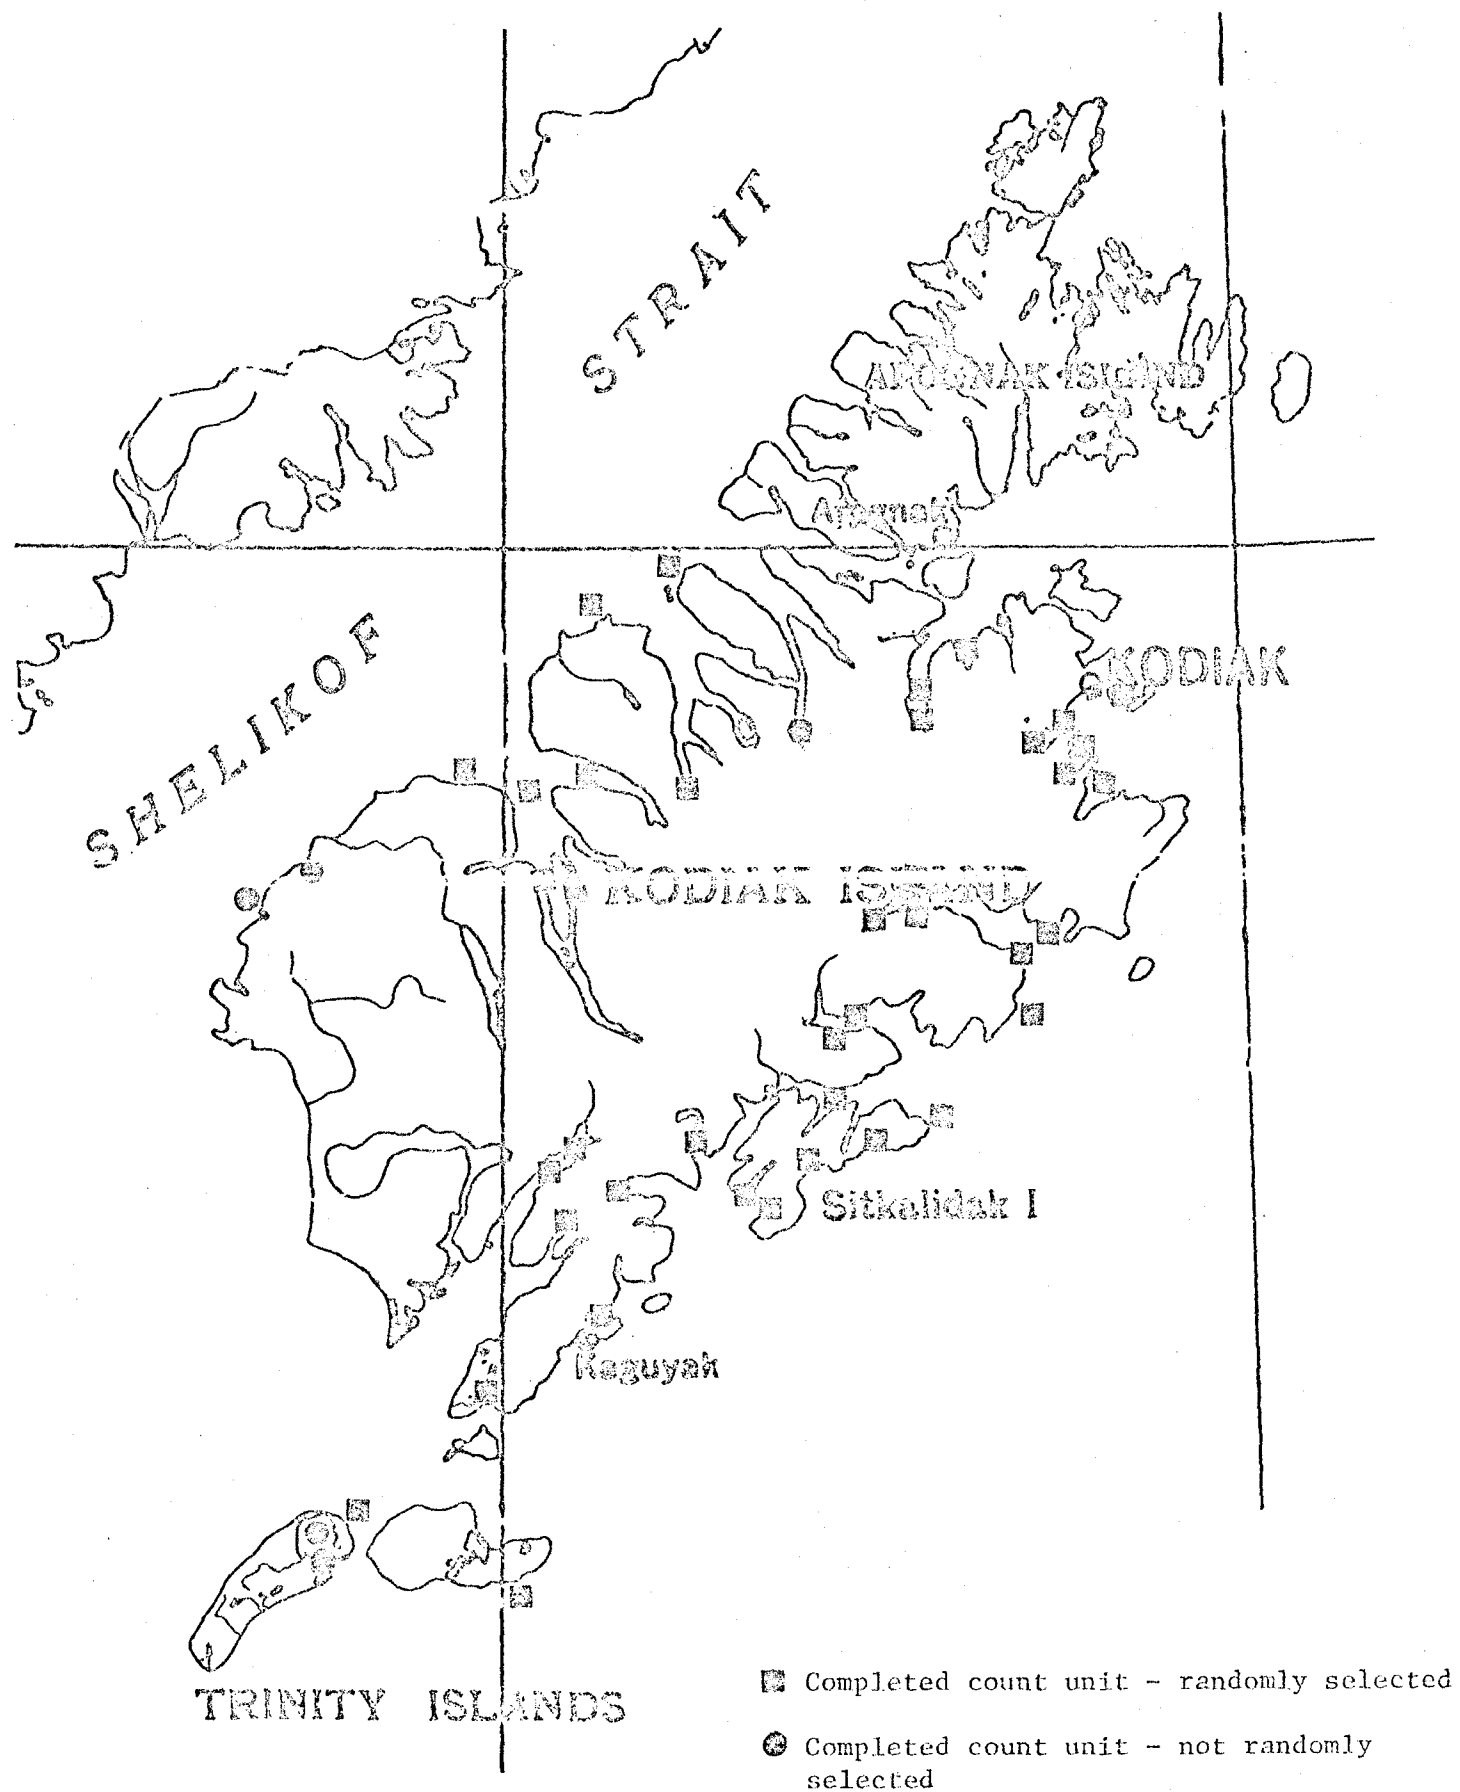 STRAIT
AFOGNAK ISLAND
Afognak
SHELIKOF
KODIAK
KODIAK ISLAND
Sitkalidak I
Kaguyak
TRINITY ISLANDS
Completed count unit - randomly selected
Completed count unit - not randomly
selected